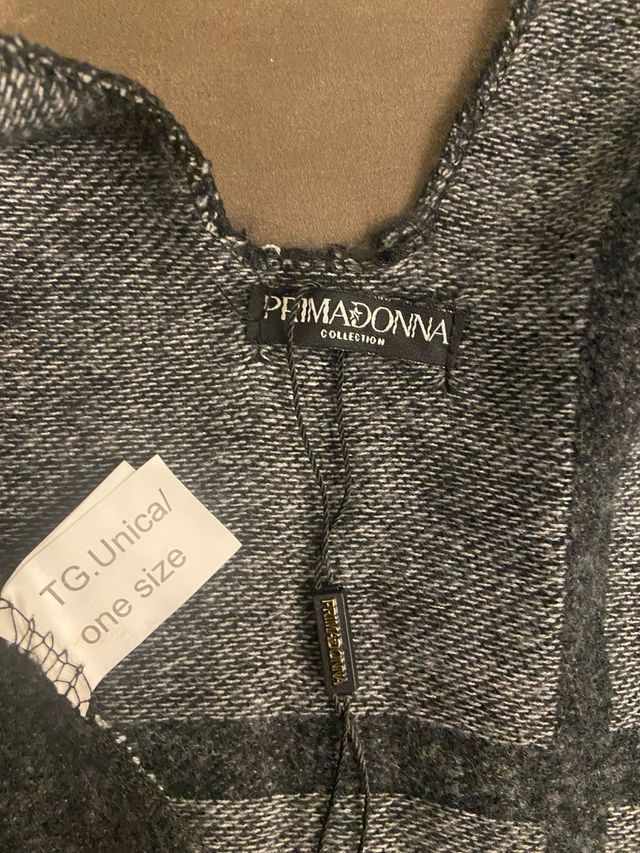 PRIMADONNA
COLLECTION
TG.Unica/
one size
PRIMADONNA